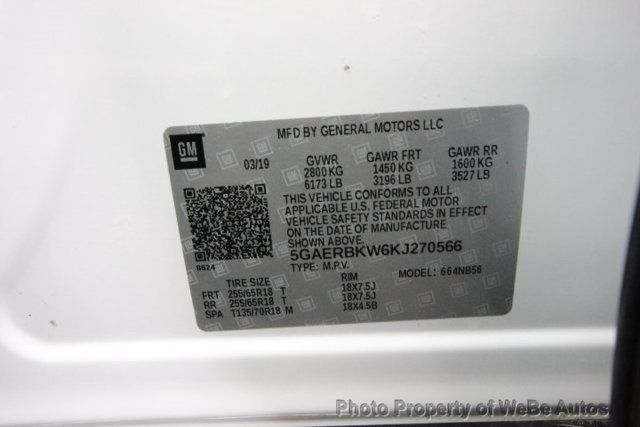 MFD BY GENERAL MOTORS LLC
GM
03/19
GVWR GAWR FRT GAWR RR
2800 KG 1450 KG 1600 KG
6173 LB 3196 LB 3527 LB
THIS VEHICLE CONFORMS TO ALL
APPLICABLE U.S. FEDERAL MOTOR
VEHICLE SAFETY STANDARDS IN EFFECT
ON THE DATE OF MANUFACTURE
SHOWN ABOVE.
5GAERBKW6KJ270566
8624
TYPE: M.P.V. MODEL: 664NB56
TIRE SIZE RIM
FRT 255/65R18 T 18X7.5J
RR 255/65R18 T 18X7.5J
SPA T135/70R18 M 18X4.5B
Photo Property of WeBe Autos